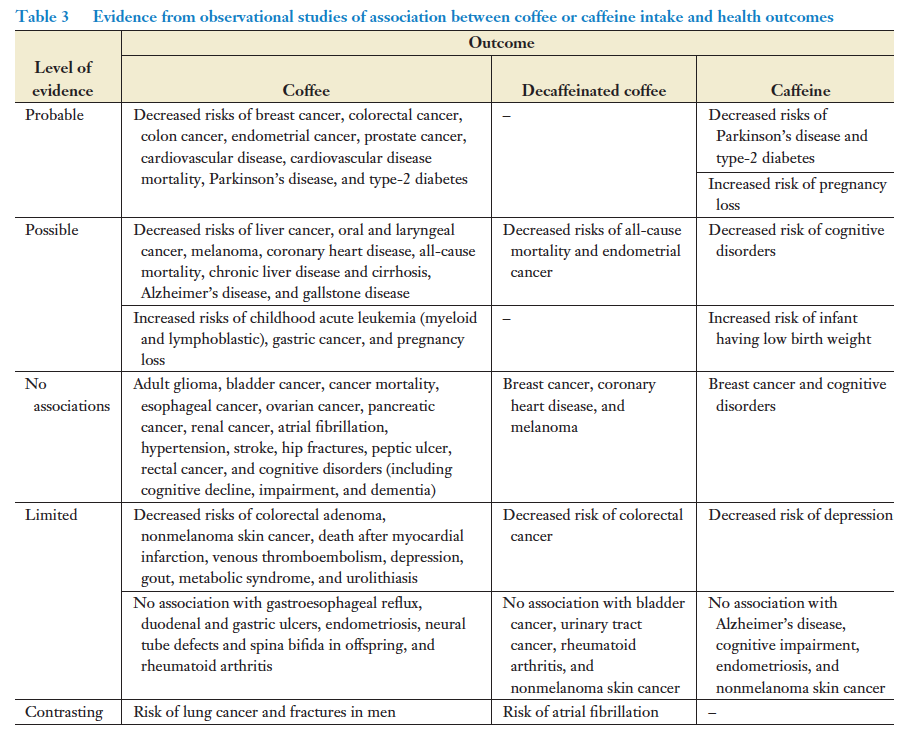 Table 3 Evidence from observational studies of association between coffee or caffeine intake and health outcomes
Outcome
Level of
evidence
Coffee
Decaffeinated coffee
Caffeine
Probable
Decreased risks of breast cancer, colorectal cancer,
colon cancer, endometrial cancer, prostate cancer,
cardiovascular disease, cardiovascular disease
mortality, Parkinson's disease, and type-2 diabetes
–
Decreased risks of
Parkinson's disease and
type-2 diabetes
Increased risk of pregnancy
loss
Possible
Decreased risks of liver cancer, oral and laryngeal
cancer, melanoma, coronary heart disease, all-cause
mortality, chronic liver disease and cirrhosis,
Alzheimer's disease, and gallstone disease
Decreased risks of all-cause
mortality and endometrial
cancer
Decreased risk of cognitive
disorders
Increased risks of childhood acute leukemia (myeloid
and lymphoblastic), gastric cancer, and pregnancy
loss
–
Increased risk of infant
having low birth weight
No
associations
Adult glioma, bladder cancer, cancer mortality,
esophageal cancer, ovarian cancer, pancreatic
cancer, renal cancer, atrial fibrillation,
hypertension, stroke, hip fractures, peptic ulcer,
rectal cancer, and cognitive disorders (including
cognitive decline, impairment, and dementia)
Breast cancer, coronary
heart disease, and
melanoma
Breast cancer and cognitive
disorders
Limited
Decreased risks of colorectal adenoma,
nonmelanoma skin cancer, death after myocardial
infarction, venous thromboembolism, depression,
gout, metabolic syndrome, and urolithiasis
Decreased risk of colorectal
cancer
Decreased risk of depression
No association with gastroesophageal reflux,
duodenal and gastric ulcers, endometriosis, neural
tube defects and spina bifida in offspring, and
rheumatoid arthritis
No association with bladder
cancer, urinary tract
cancer, rheumatoid
arthritis, and
nonmelanoma skin cancer
No association with
Alzheimer's disease,
cognitive impairment,
endometriosis, and
nonmelanoma skin cancer
Contrasting
Risk of lung cancer and fractures in men
Risk of atrial fibrillation
–